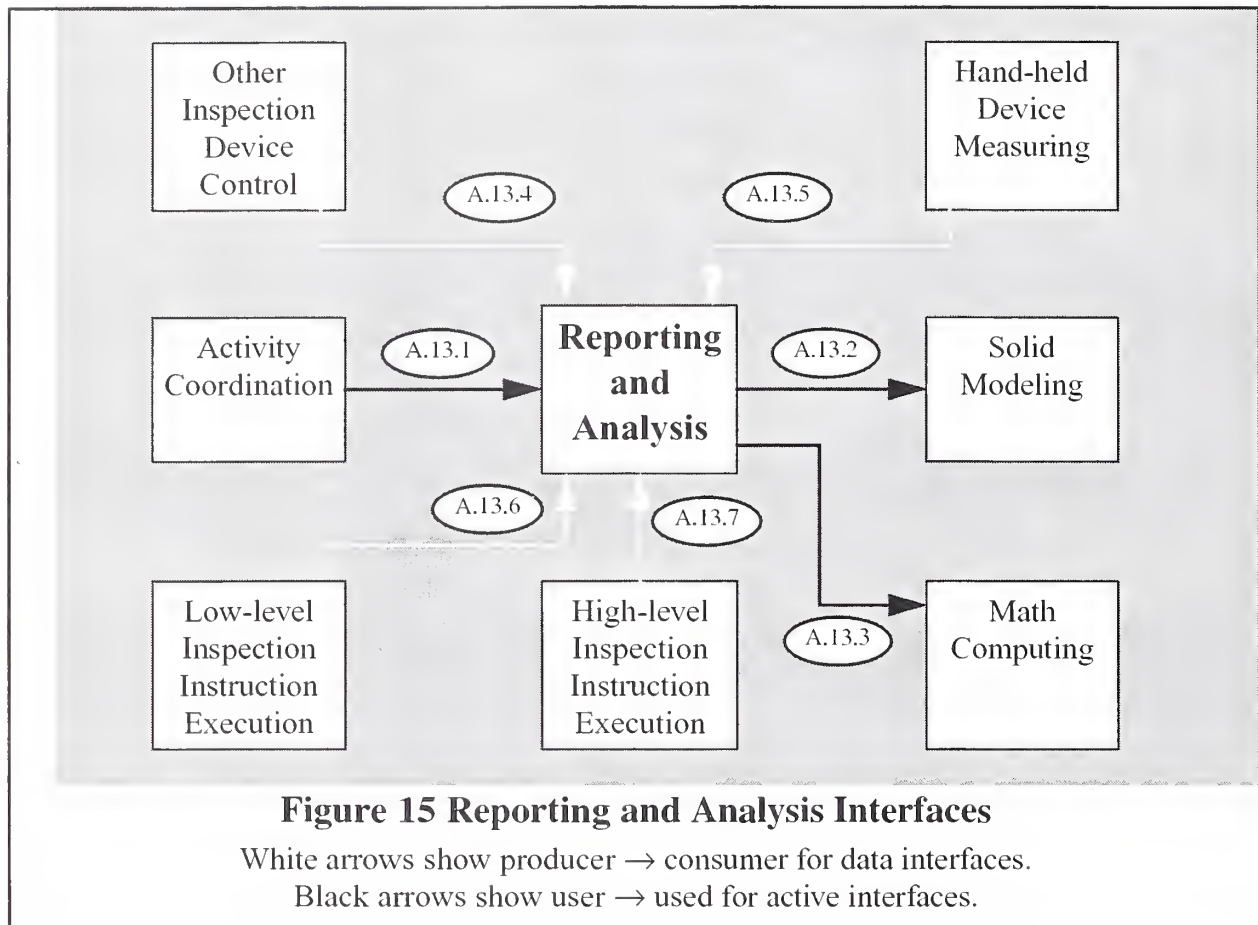 Other
Inspection
Device
Control
Hand-held
Device
Measuring
A.13.4
A.13.5
Activity
Coordination
A.13.1
Reporting
and
Analysis
A.13.2
Solid
Modeling
A.13.6
A.13.7
Low-level
Inspection
Instruction
Execution
High-level
Inspection
Instruction
Execution
A.13.3
Math
Computing
Figure 15 Reporting and Analysis Interfaces
White arrows show producer → consumer for data interfaces.
Black arrows show user → used for active interfaces.